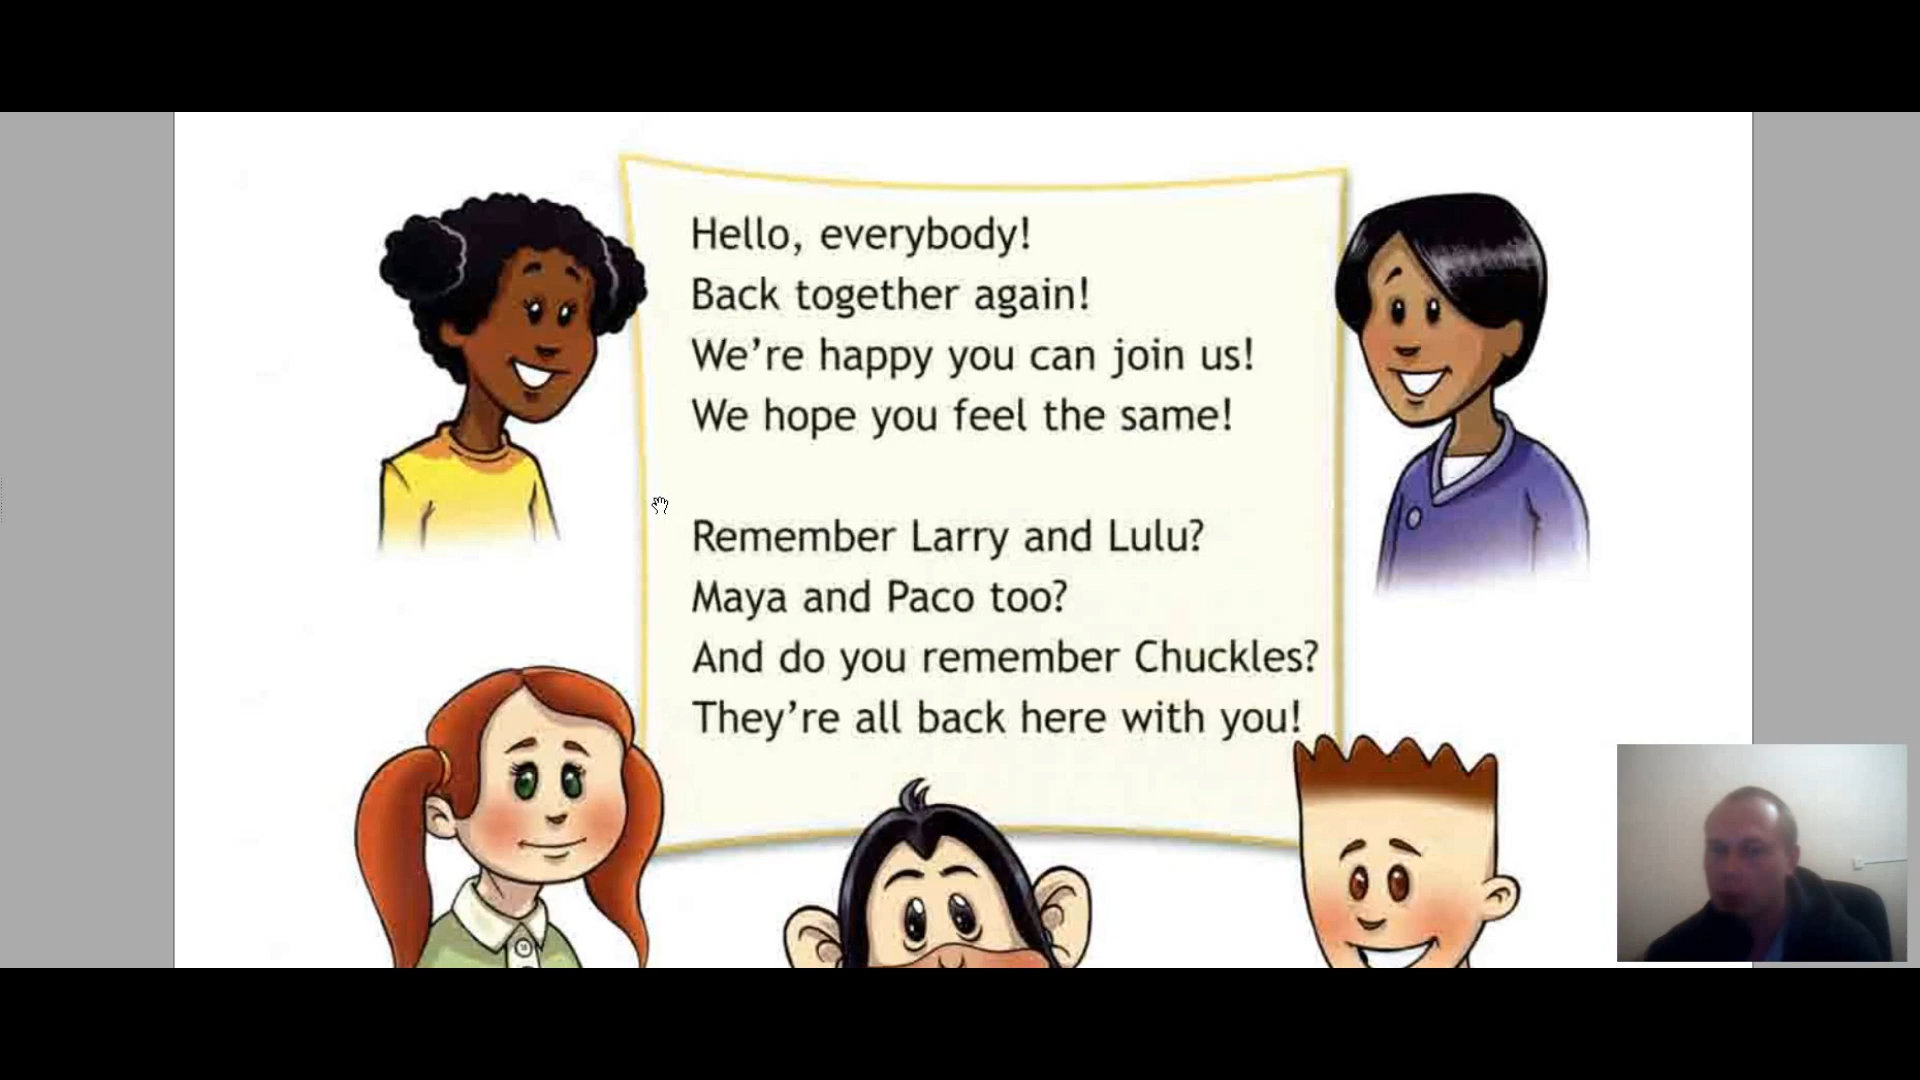 Hello, everybody!
Back together again!
We're happy you can join us!
We hope you feel the same!
Remember Larry and Lulu?
Maya and Paco too?
And do you remember Chuckles?
They're all back here with you!